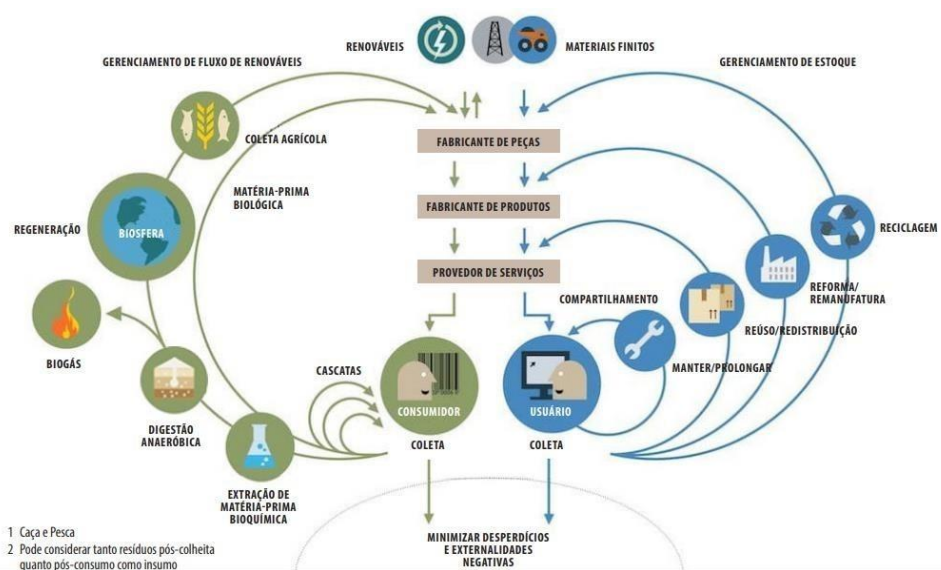 RENOVÁVEIS
MATERIAIS FINITOS
GERENCIAMENTO DE FLUXO DE RENOVÁVEIS
GERENCIAMENTO DE ESTOQUE
COLETA AGRÍCOLA
FABRICANTE DE PEÇAS
MATÉRIA-PRIMA
BIOLÓGICA
FABRICANTE DE PRODUTOS
REGENERAÇÃO
BIOSFERA
RECICLAGEM
PROVEDOR DE SERVIÇOS
REFORMA/
REMANUFATURA
COMPARTILHAMENTO
REÚSO/REDISTRIBUIÇÃO
BIOGÁS
MANTER/PROLONGAR
CASCATAS
CONSUMIDOR
USUÁRIO
DIGESTÃO
ANAERÓBICA
COLETA
COLETA
EXTRAÇÃO DE
MATÉRIA-PRIMA
BIOQUÍMICA
1 Caça e Pesca
2 Pode considerar tanto resíduos pós-colheita
quanto pós-consumo como insumo
MINIMIZAR DESPERDÍCIOS
E EXTERNALIDADES
NEGATIVAS